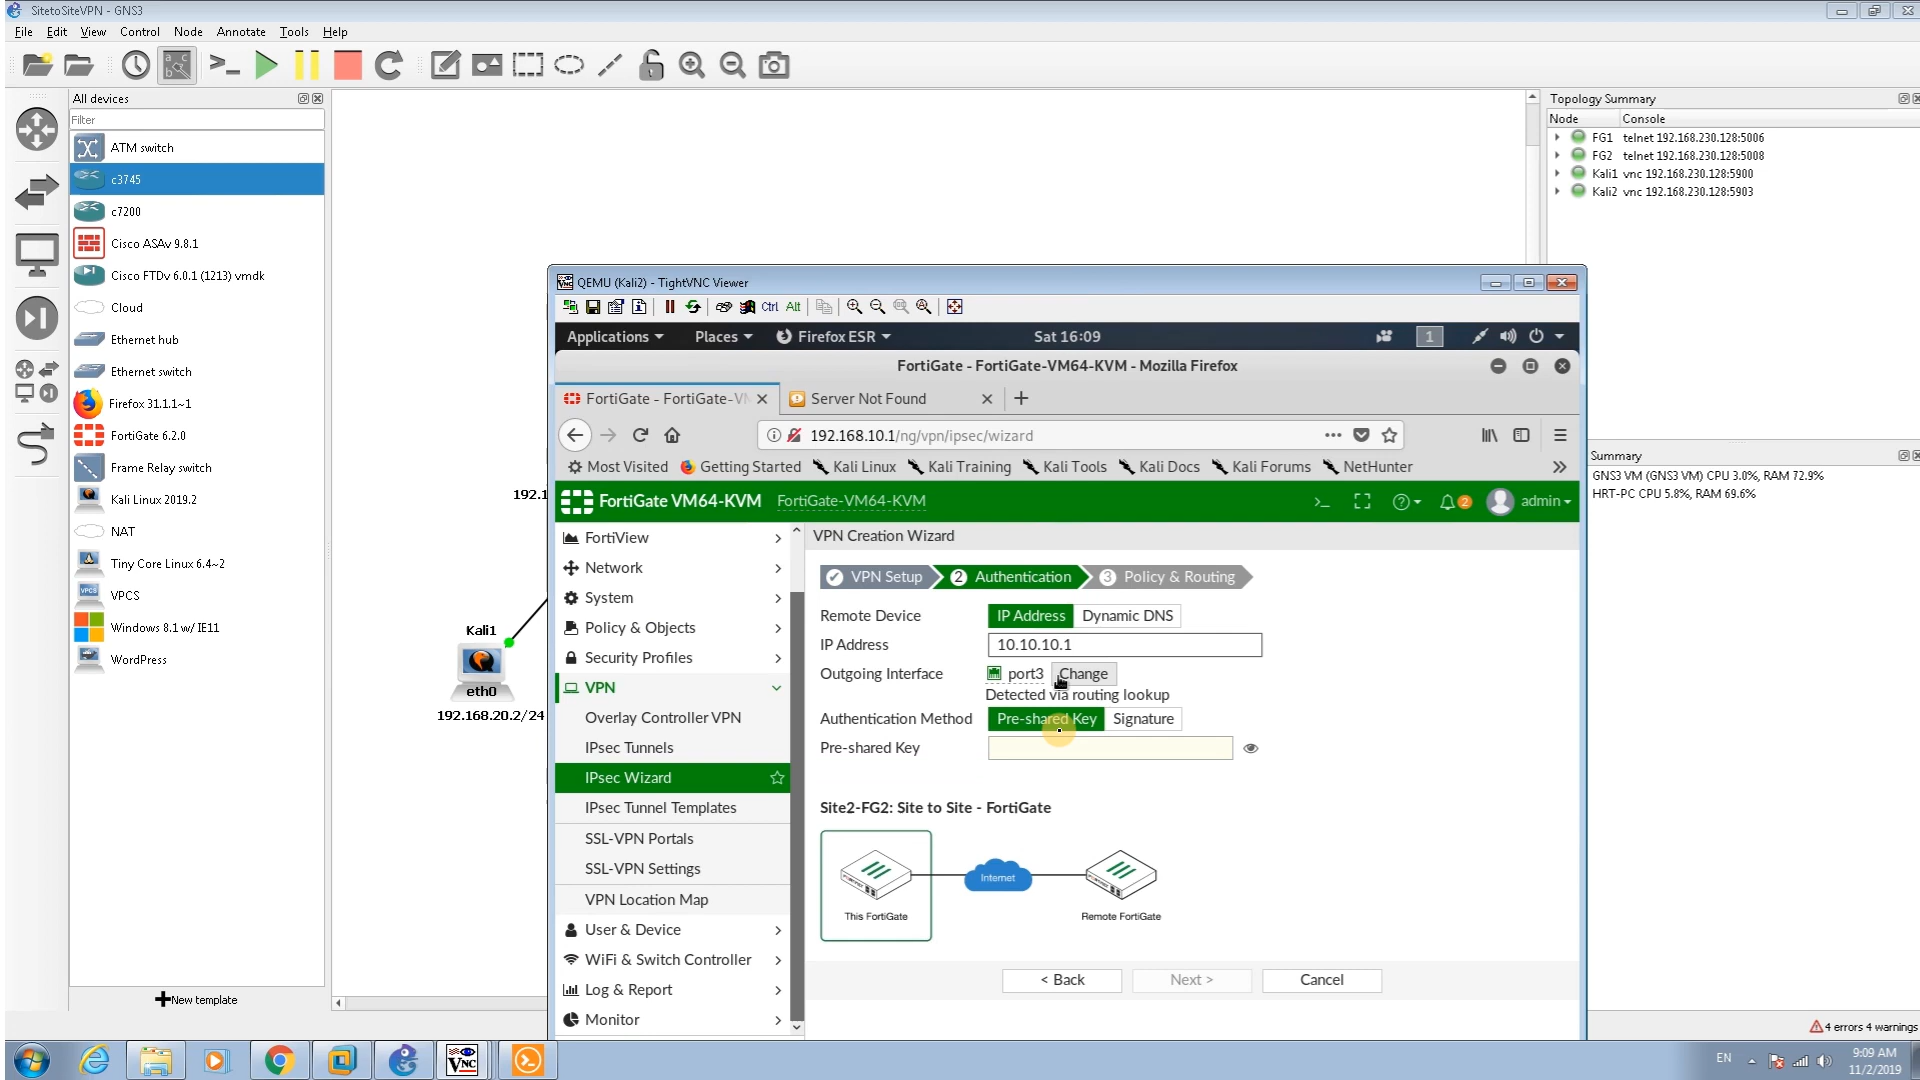 SitetoSiteVPN - GNS3
File Edit View Control Node Annotate Tools Help
All devices
Filter
ATM switch
c3745
c7200
Cisco ASAv 9.8.1
Cisco FTDv 6.0.1 (1213) vmdk
Cloud
Ethernet hub
Ethernet switch
Firefox 31.1.1~1
FortiGate 6.2.0
Frame Relay switch
Kali Linux 2019.2
NAT
Tiny Core Linux 6.4~2
VPCS
Windows 8.1 w/ IE11
WordPress
New template
192.1
Kali1
eth0
192.168.20.2/24
Topology Summary
Node Console
FG1 telnet 192.168.230.128:5006
FG2 telnet 192.168.230.128:5008
Kali1 vnc 192.168.230.128:5900
Kali2 vnc 192.168.230.128:5903
Summary
GNS3 VM (GNS3 VM) CPU 3.0%, RAM 72.9%
HRT-PC CPU 5.8%, RAM 69.6%
4 errors 4 warnings
QEMU (Kali2) - TightVNC Viewer
Ctrl Alt
Applications Places Firefox ESR Sat 16:09 1
FortiGate - FortiGate-VM64-KVM - Mozilla Firefox
FortiGate - FortiGate-VM Server Not Found
192.168.10.1/ng/vpn/ipsec/wizard
Most Visited Getting Started Kali Linux Kali Training Kali Tools Kali Docs Kali Forums NetHunter
FortiGate VM64-KVM FortiGate-VM64-KVM 2 admin
FortiView
Network
System
Policy & Objects
Security Profiles
VPN
Overlay Controller VPN
IPsec Tunnels
IPsec Wizard
IPsec Tunnel Templates
SSL-VPN Portals
SSL-VPN Settings
VPN Location Map
User & Device
WiFi & Switch Controller
Log & Report
Monitor
VPN Creation Wizard
VPN Setup 2 Authentication 3 Policy & Routing
Remote Device IP Address Dynamic DNS
IP Address 10.10.10.1
Outgoing Interface port3 Change
Detected via routing lookup
Authentication Method Pre-shared Key Signature
Pre-shared Key
Site2-FG2: Site to Site - FortiGate
Internet
This FortiGate Remote FortiGate
< Back Next > Cancel
EN
9:09 AM
11/2/2019